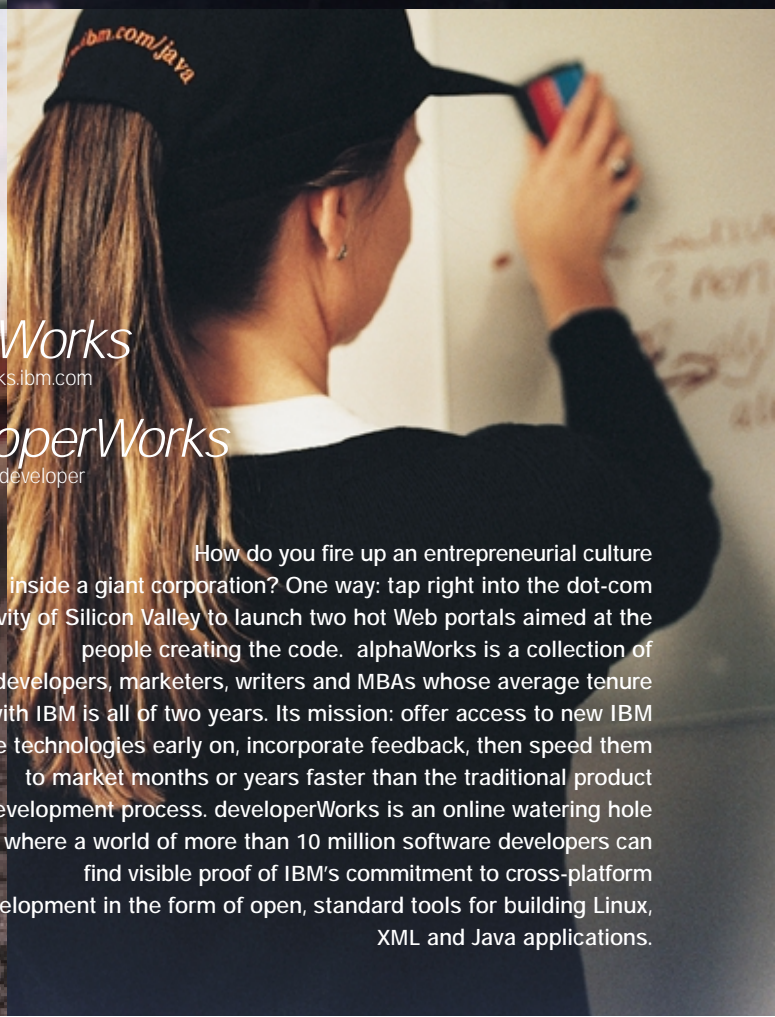 ibm.com/java
Works
ks.ibm.com
operWorks
developer
How do you fire up an entrepreneurial culture
inside a giant corporation? One way: tap right into the dot-com
vity of Silicon Valley to launch two hot Web portals aimed at the
people creating the code. alphaWorks is a collection of
developers, marketers, writers and MBAs whose average tenure
with IBM is all of two years. Its mission: offer access to new IBM
e technologies early on, incorporate feedback, then speed them
to market months or years faster than the traditional product
evelopment process. developerWorks is an online watering hole
where a world of more than 10 million software developers can
find visible proof of IBM's commitment to cross-platform
elopment in the form of open, standard tools for building Linux,
XML and Java applications.